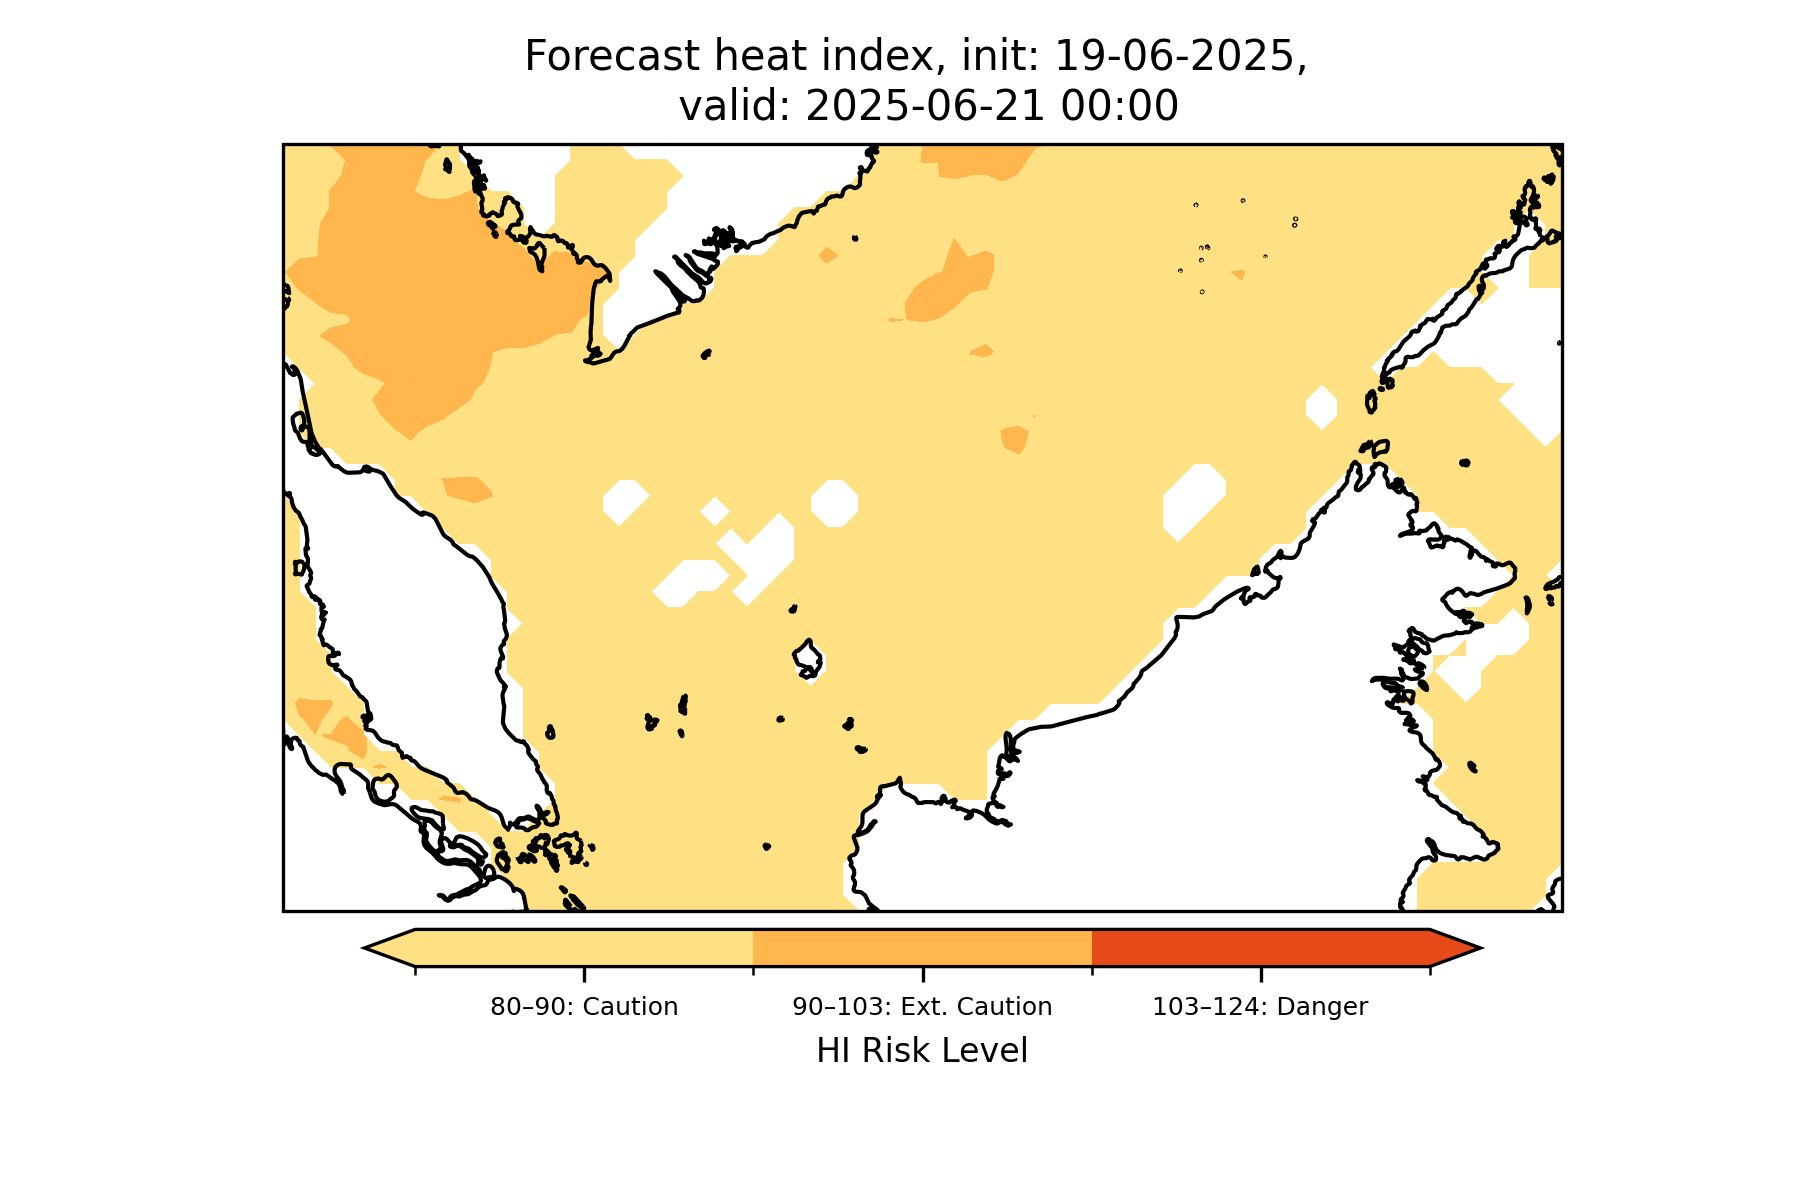 Forecast heat index, init: 19-06-2025,
valid: 2025-06-21 00:00
80–90: Caution
90–103: Ext. Caution
103–124: Danger
HI Risk Level